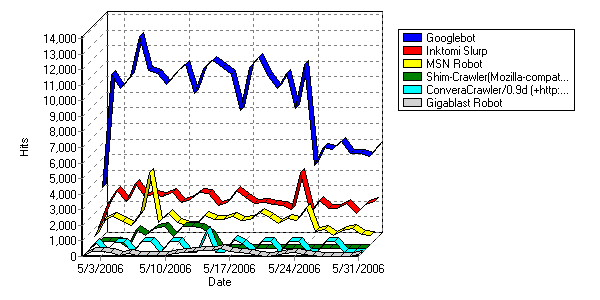 14,000
13,000
12,000
11,000
10,000
9,000
8,000
7,000
6,000
5,000
4,000
3,000
2,000
1,000
0
Hits
5/3/2006 5/10/2006 5/17/2006 5/24/2006 5/31/2006
Date
Googlebot
Inktomi Slurp
MSN Robot
Shim-Crawler(Mozilla-compat...
ConveraCrawler/0.9d (+http:...
Gigablast Robot